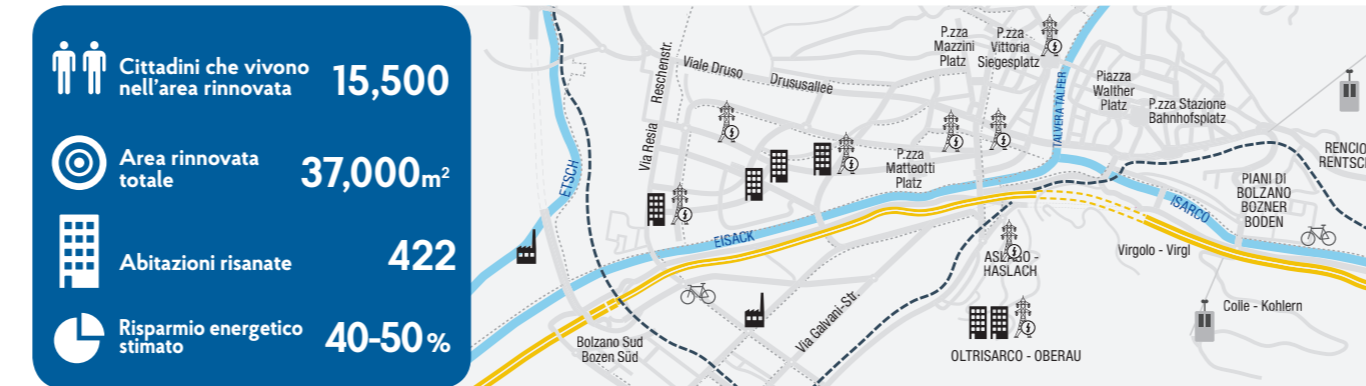 Cittadini che vivono
nell'area rinnovata
15,500
Area rinnovata
totale
37,000m²
Abitazioni risanate
422
Risparmio energetico
stimato
40-50%
P.zza
Mazzini
Platz
P.zza
Vittoria
Siegesplatz
Viale Druso
Drususallee
Reschenstr.
Via Resia
TALVERA TALFER
Piazza
Walther
Platz
P.zza Stazione
Bahnhofsplatz
RENCIO
RENTSCH
ETSCH
P.zza
Matteotti
Platz
PIANI DI
BOLZANO
BOZNER
BODEN
ISARCO
EISACK
HASLACH
Virgolo - Virgl
Colle - Kohlern
Via Galvani-Str.
Bolzano Sud
Bozen Süd
OLTRISARCO - OBERAU